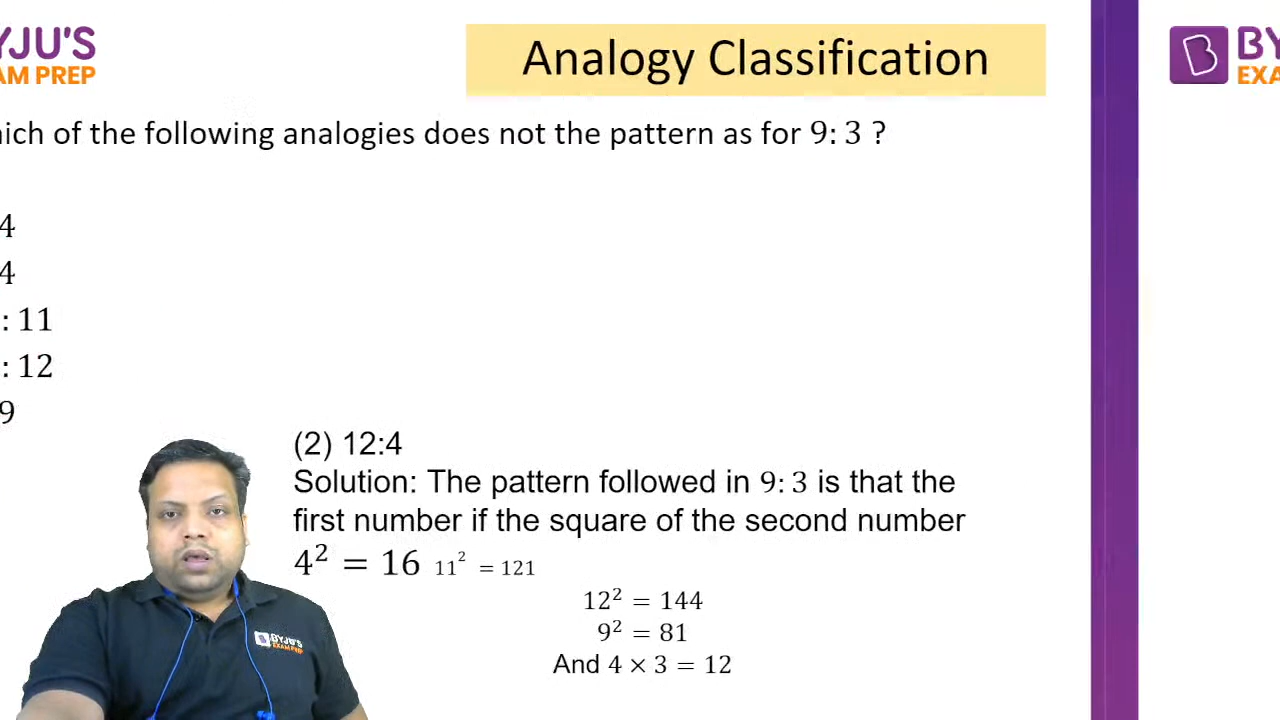 YJU'S
AM PREP
Analogy Classification
BY
EXA
ich of the following analogies does not the pattern as for 9: 3 ?
4
4
: 11
: 12
9
(2) 12:4
Solution: The pattern followed in 9: 3 is that the
first number if the square of the second number
4² = 16 11² = 121
12² = 144
9² = 81
And 4 × 3 = 12
BYJU'S
EXAM PREP